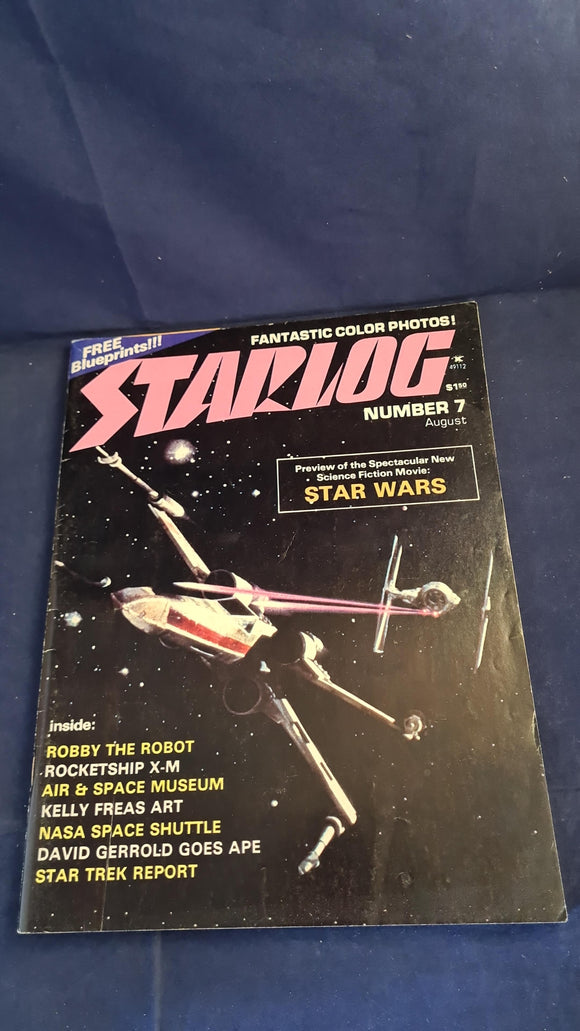 FREE
Blueprints!!!
FANTASTIC COLOR PHOTOS!
STARLOG
49112
$1.50
NUMBER 7
August
Preview of the Spectacular New
Science Fiction Movie:
STAR WARS
inside:
ROBBY THE ROBOT
ROCKETSHIP X-M
AIR & SPACE MUSEUM
KELLY FREAS ART
NASA SPACE SHUTTLE
DAVID GERROLD GOES APE
STAR TREK REPORT